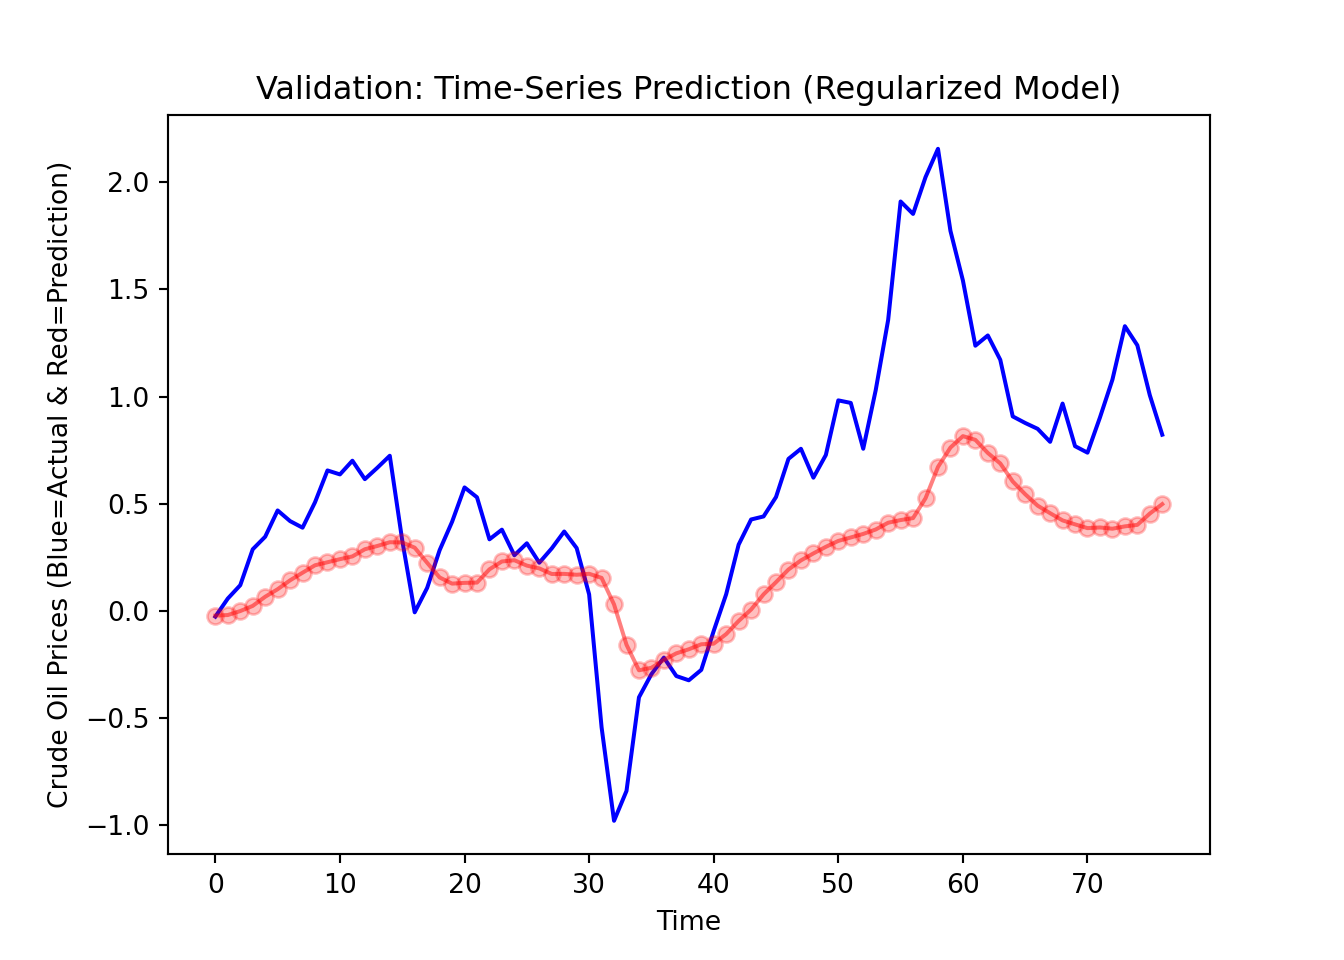 Validation: Time-Series Prediction (Regularized Model)
Crude Oil Prices (Blue=Actual & Red=Prediction)
2.0
1.5
1.0
0.5
0.0
−0.5
−1.0
0 10 20 30 40 50 60 70
Time